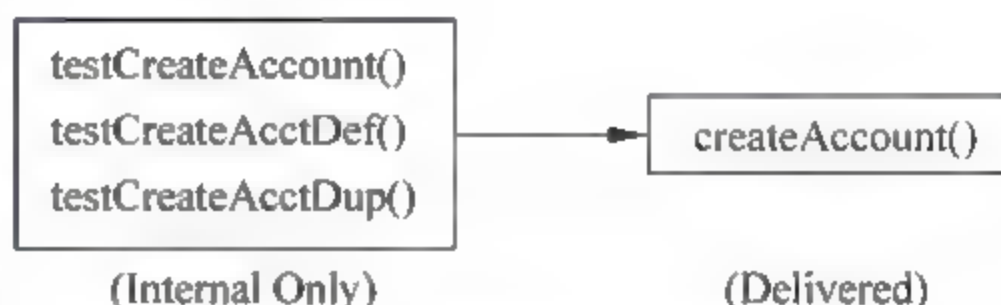 testCreateAccount()
testCreateAcctDef()
createAccount()
testCreateAcctDup()
(Internal Only)
(Delivered)